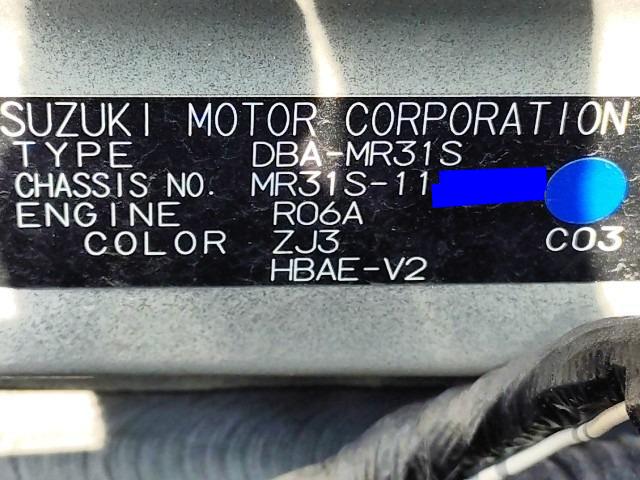 SUZUKI MOTOR CORPORATION
TYPE DBA-MR31S
CHASSIS NO. MR31S-11
ENGINE R06A
COLOR ZJ3 C03
HBAE-V2